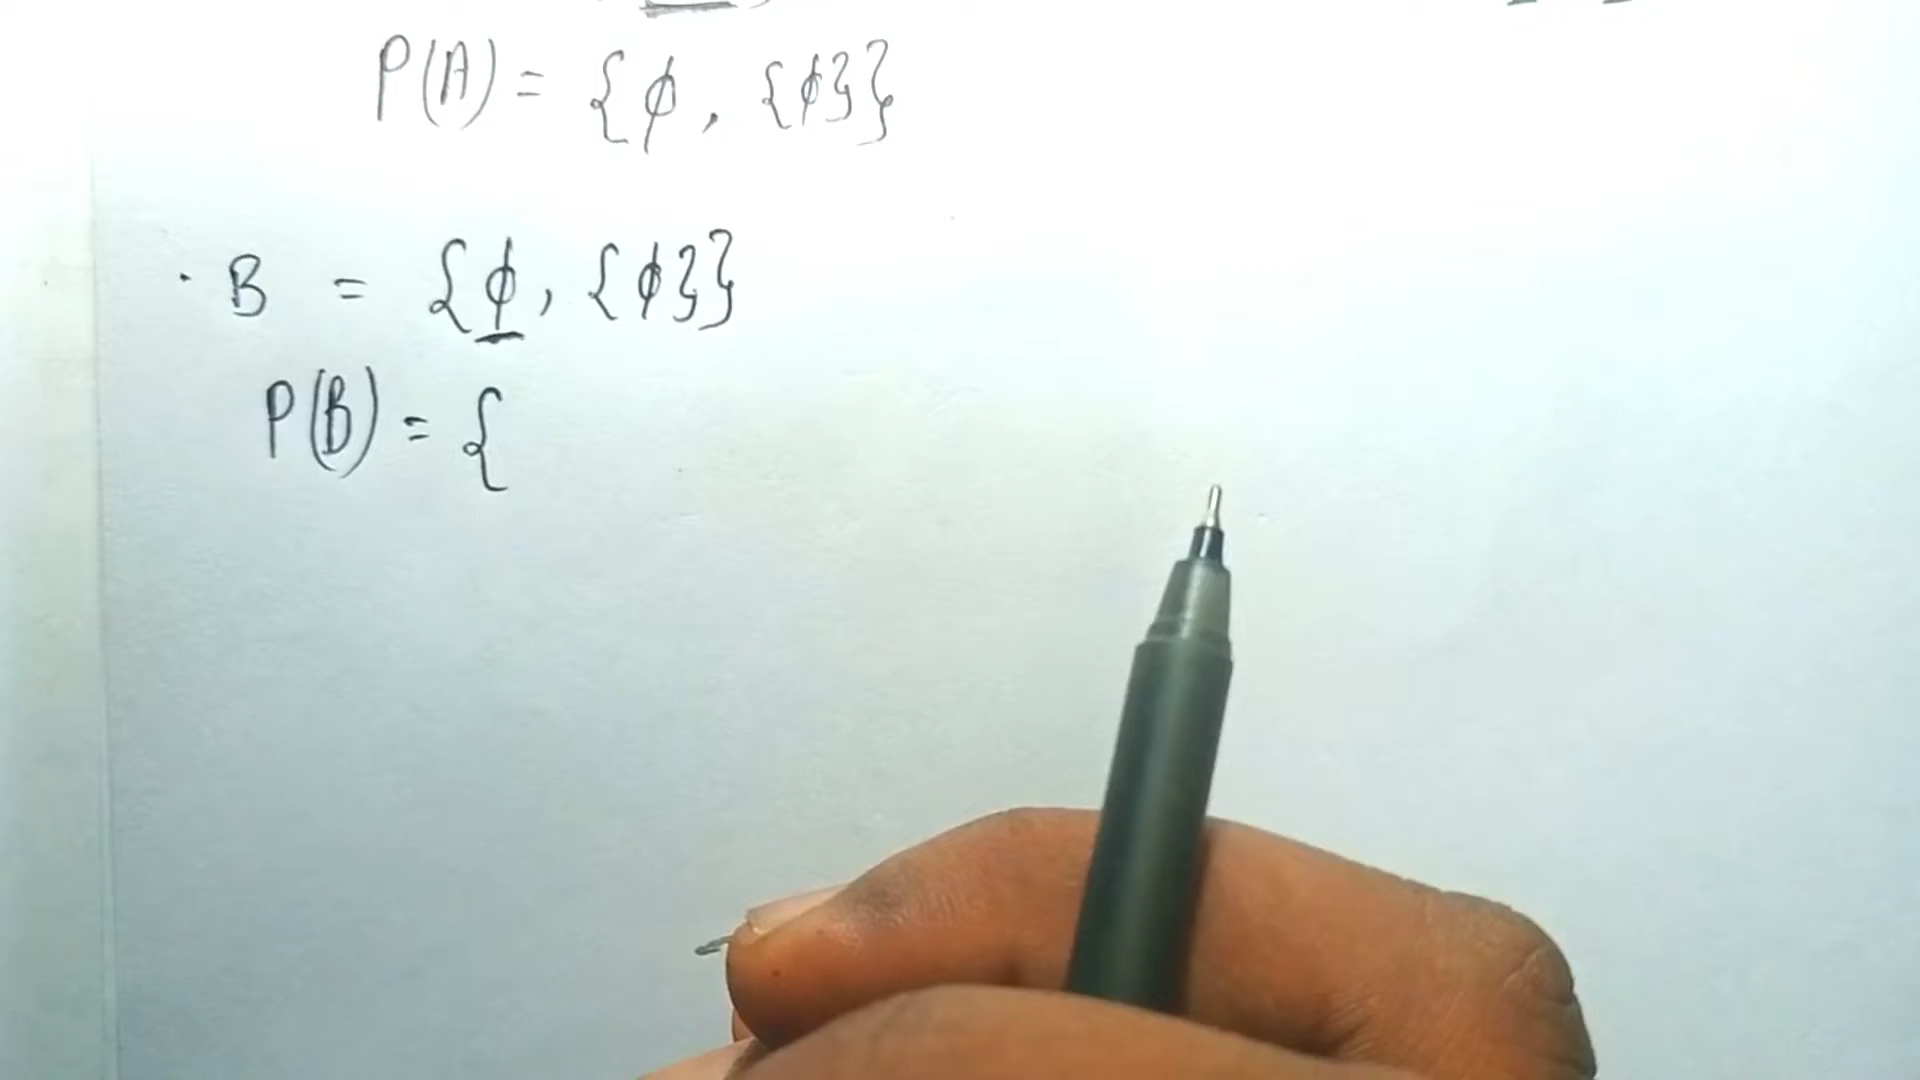 P(A) = {ϕ, {ϕ}}
· B = {ϕ, {ϕ}}
P(B) = {